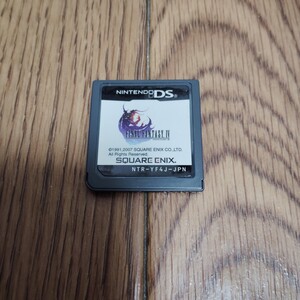 NINTENDO DS
FINAL FANTASY IV
©1991,2007 SQUARE ENIX CO.,LTD.
All Rights Reserved.
SQUARE ENIX.
NTR-YF4J-JPN